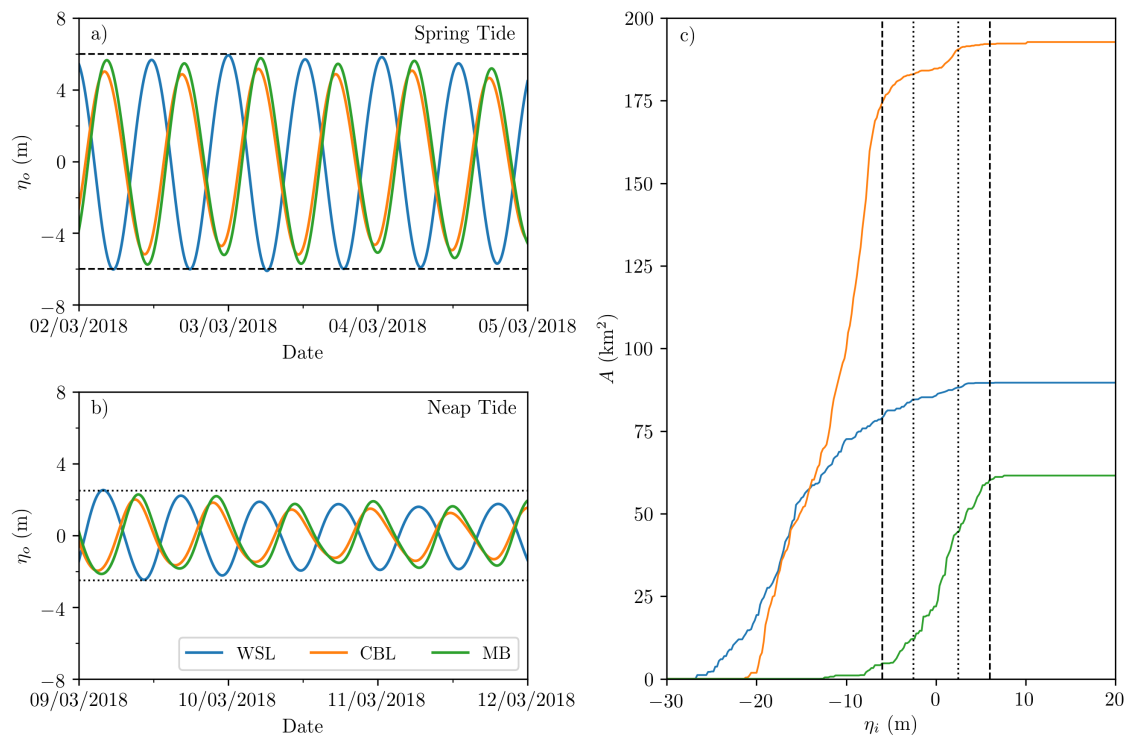 a) Spring Tide
8
4
0
−4
−8
η_o (m)
02/03/2018 03/03/2018 04/03/2018 05/03/2018
Date
b) Neap Tide
8
4
0
−4
−8
η_o (m)
WSL CBL MB
09/03/2018 10/03/2018 11/03/2018 12/03/2018
Date
c)
200
175
150
125
100
75
50
25
0
A (km²)
−30 −20 −10 0 10 20
η_i (m)